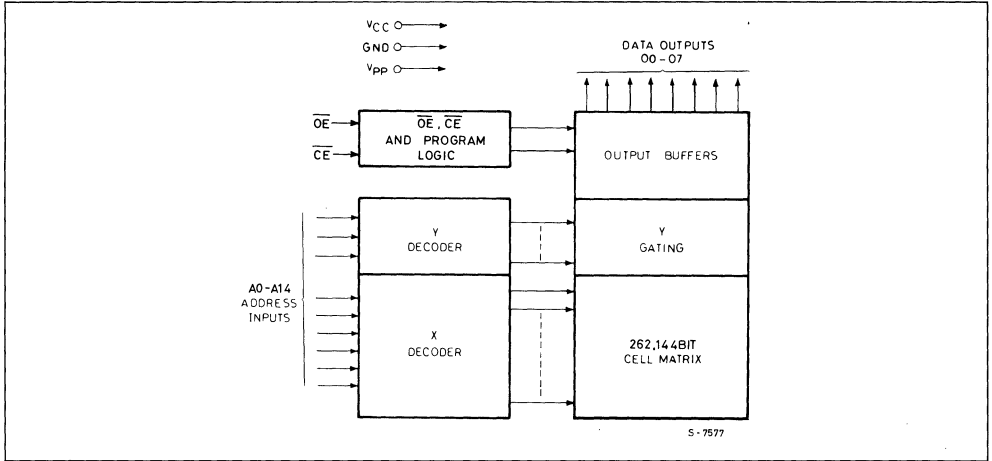 VCC
GND
VPP
DATA OUTPUTS
O0-O7
OE
CE
OE, CE
AND PROGRAM
LOGIC
OUTPUT BUFFERS
Y
DECODER
Y
GATING
A0-A14
ADDRESS
INPUTS
X
DECODER
262,144BIT
CELL MATRIX
S-7577